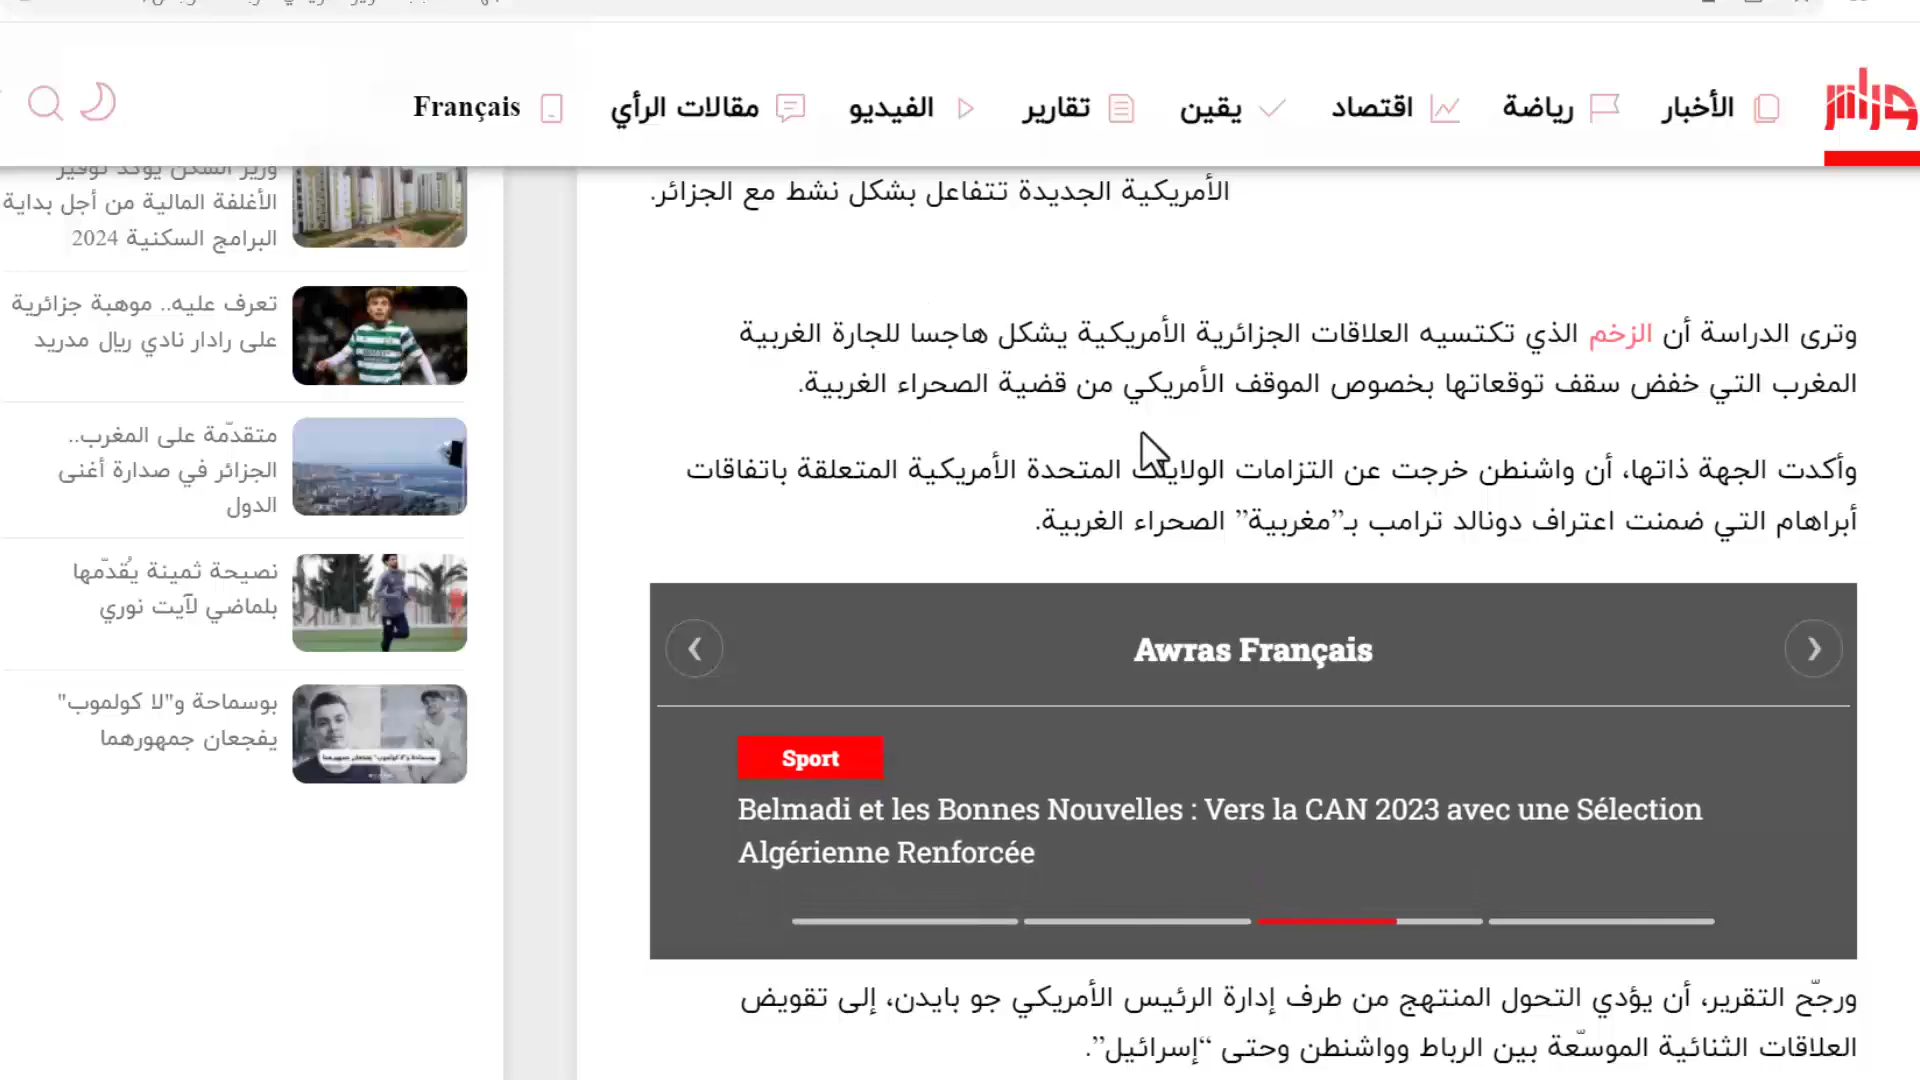 أوراس
الأخبار
رياضة
اقتصاد
يقين
تقارير
الفيديو
مقالات الرأي
Français
الأمريكية الجديدة تتفاعل بشكل نشط مع الجزائر.
وترى الدراسة أن الزخم الذي تكتسيه العلاقات الجزائرية الأمريكية يشكل هاجسا للجارة الغربية
المغرب التي خفض سقف توقعاتها بخصوص الموقف الأمريكي من قضية الصحراء الغربية.
وأكدت الجهة ذاتها، أن واشنطن خرجت عن التزامات الولايات المتحدة الأمريكية المتعلقة باتفاقات
أبراهام التي ضمنت اعتراف دونالد ترامب بـ”مغربية” الصحراء الغربية.
Awras Français
Sport
Belmadi et les Bonnes Nouvelles : Vers la CAN 2023 avec une Sélection
Algérienne Renforcée
ورجّح التقرير، أن يؤدي التحول المنتهج من طرف إدارة الرئيس الأمريكي جو بايدن، إلى تقويض
العلاقات الثنائية الموسّعة بين الرباط وواشنطن وحتى “إسرائيل”.
وزير السكن يؤكد توفير
الأغلفة المالية من أجل بداية
البرامج السكنية 2024
تعرف عليه.. موهبة جزائرية
على رادار نادي ريال مدريد
متقدّمة على المغرب..
الجزائر في صدارة أغنى
الدول
نصيحة ثمينة يُقدّمها
بلماضي لآيت نوري
بوسماحة و"لا كولومب"
يفجعان جمهورهما